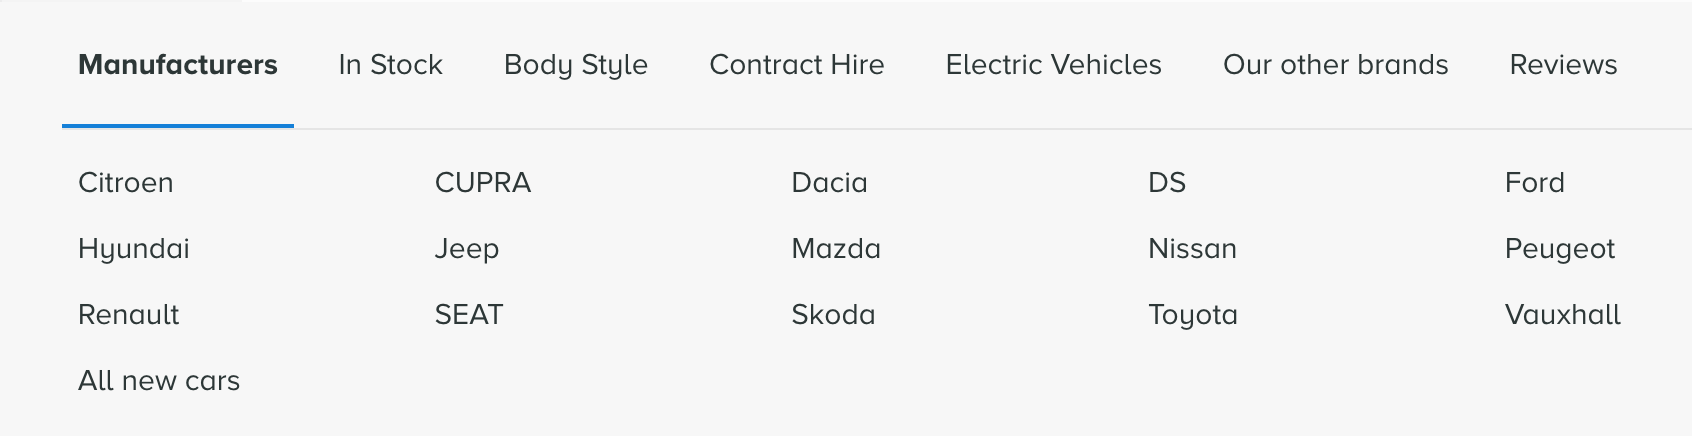 Manufacturers In Stock Body Style Contract Hire Electric Vehicles Our other brands Reviews
Citroen CUPRA Dacia DS Ford
Hyundai Jeep Mazda Nissan Peugeot
Renault SEAT Skoda Toyota Vauxhall
All new cars